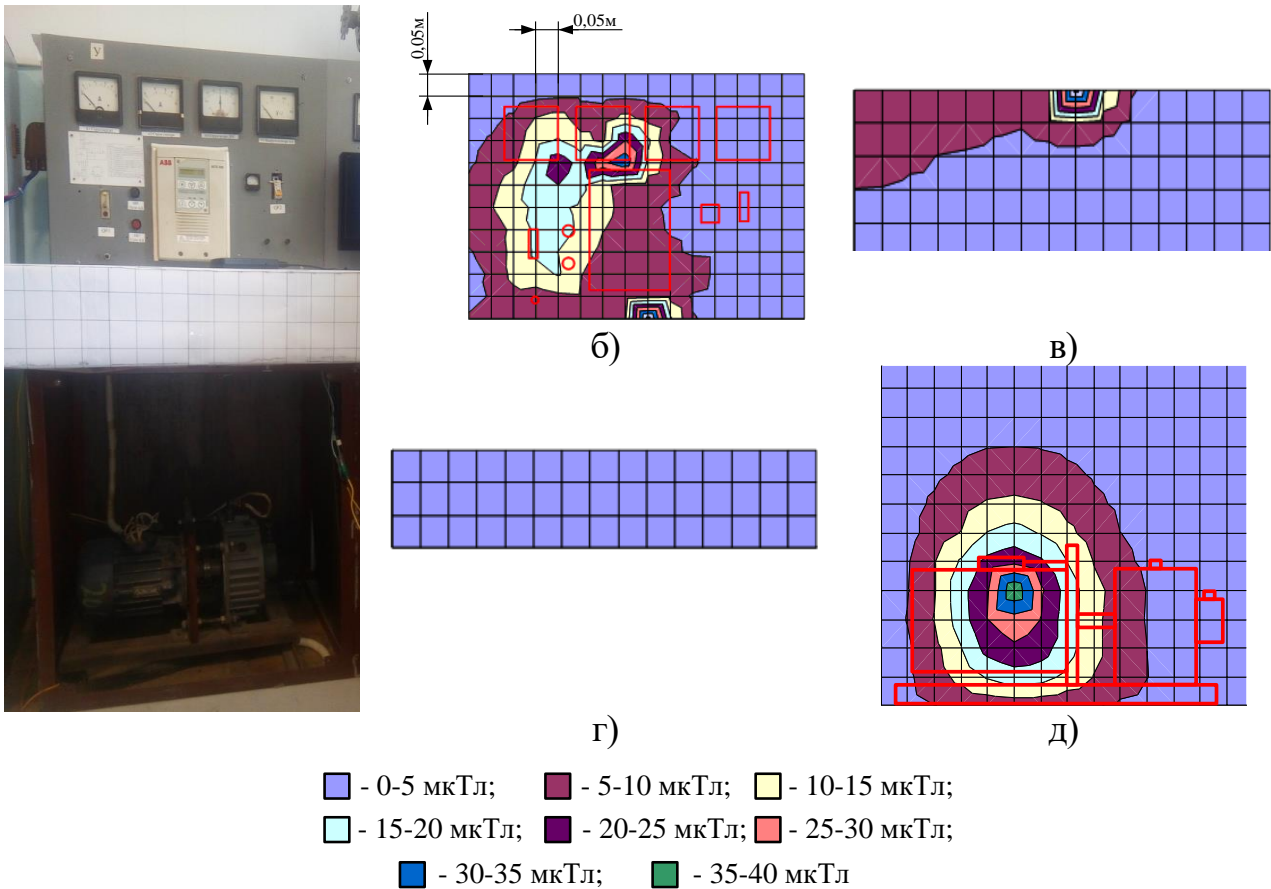 0,05м
0,05м
У
ABB
б)
в)
г)
д)
- 0-5 мкТл;
- 5-10 мкТл;
- 10-15 мкТл;
- 15-20 мкТл;
- 20-25 мкТл;
- 25-30 мкТл;
- 30-35 мкТл;
- 35-40 мкТл